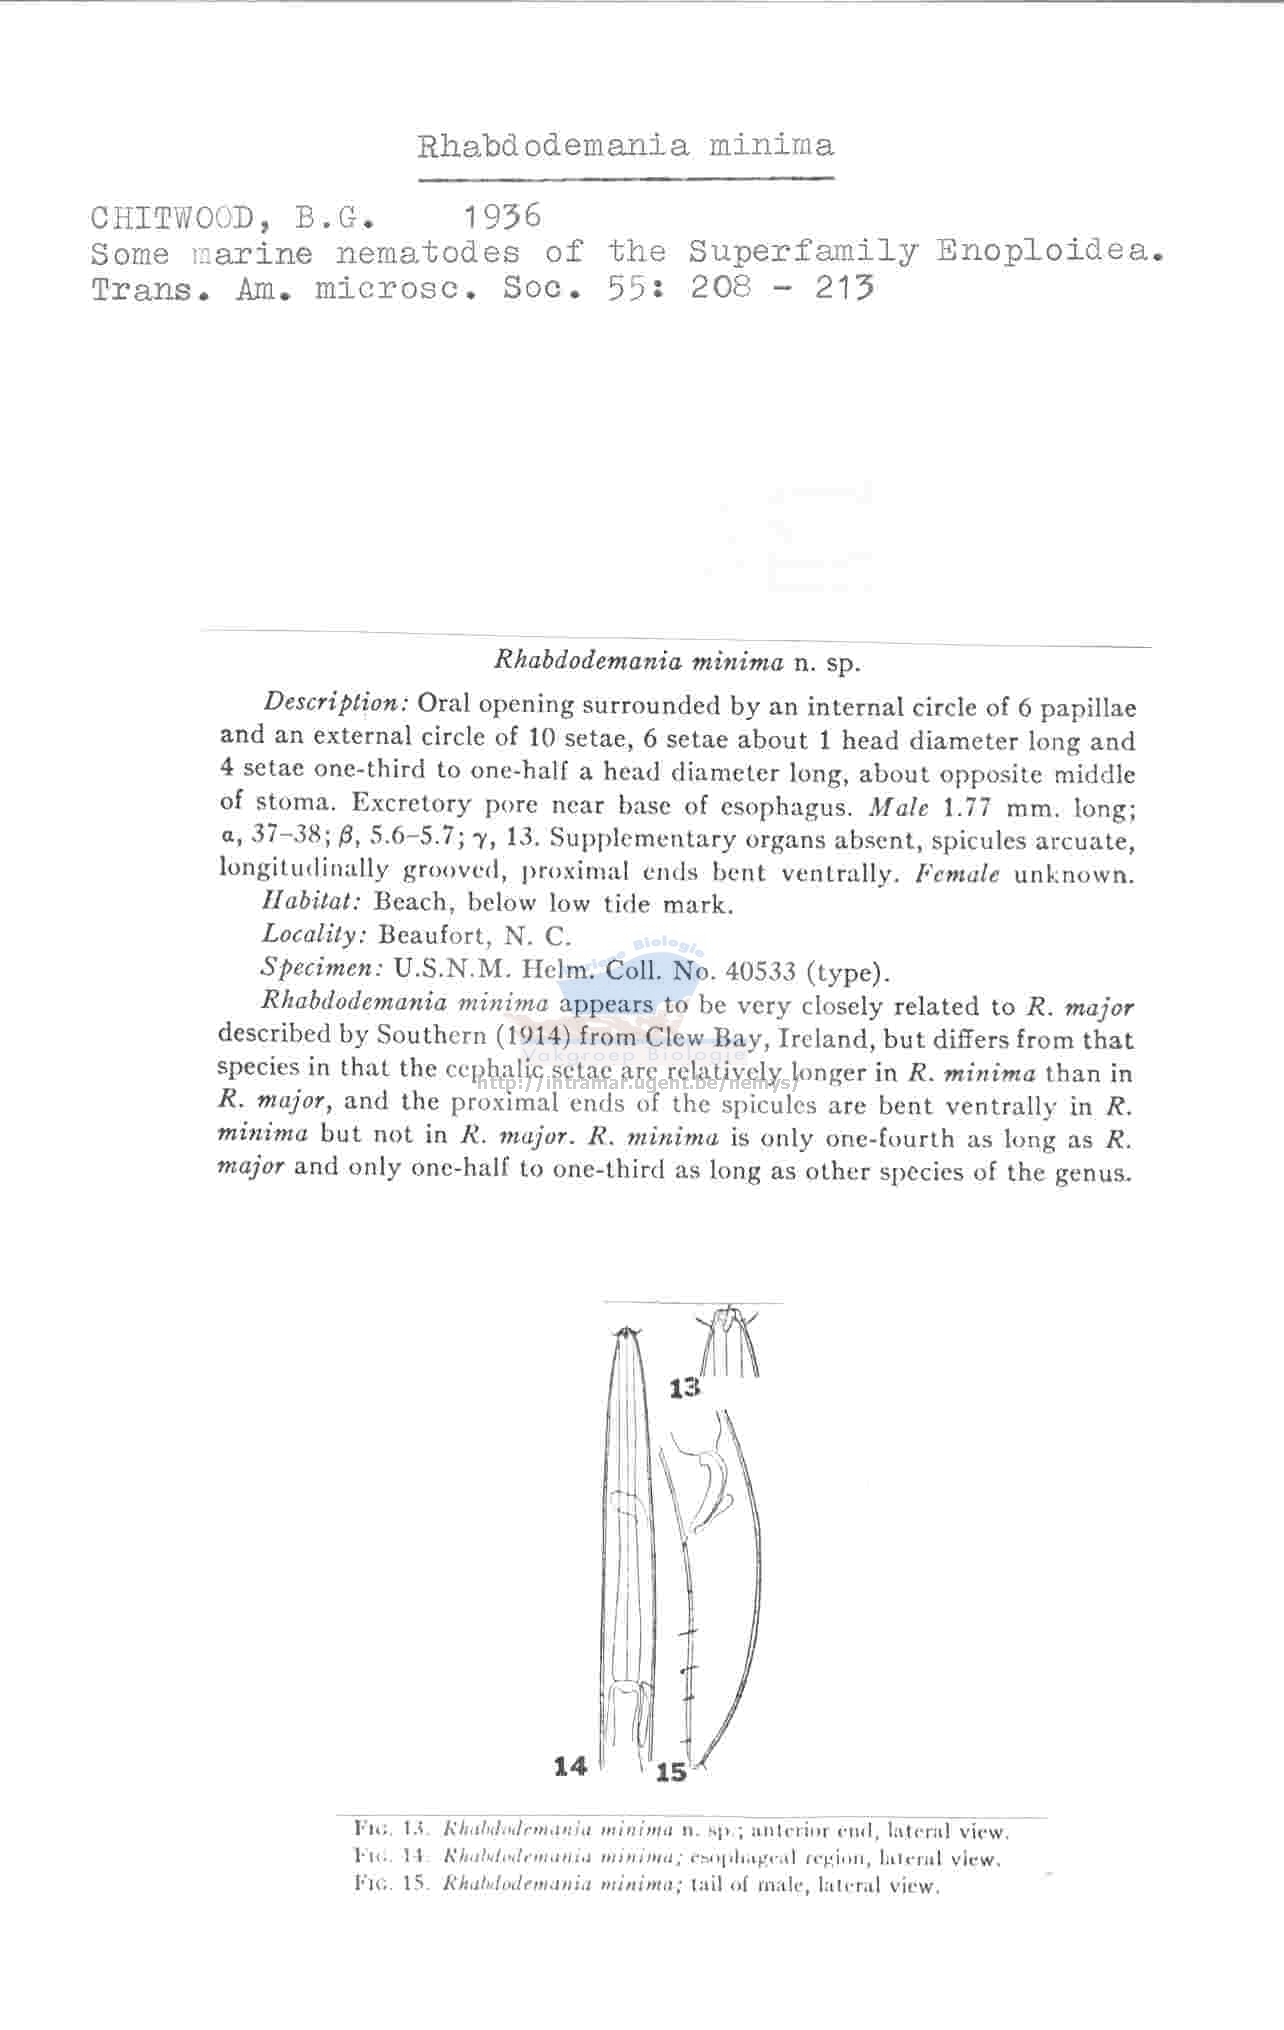 Rhabdodemania minima
CHITWOOD, B.G. 1936
Some marine nematodes of the Superfamily Enoploidea.
Trans. Am. microsc. Soc. 55: 208 - 213
Rhabdodemania minima n. sp.
Description: Oral opening surrounded by an internal circle of 6 papillae
and an external circle of 10 setae, 6 setae about 1 head diameter long and
4 setae one-third to one-half a head diameter long, about opposite middle
of stoma. Excretory pore near base of esophagus. Male 1.77 mm. long;
α, 37–38; β, 5.6–5.7; γ, 13. Supplementary organs absent, spicules arcuate,
longitudinally grooved, proximal ends bent ventrally. Female unknown.
Habitat: Beach, below low tide mark.
Locality: Beaufort, N. C.
Specimen: U.S.N.M. Helm. Coll. No. 40533 (type).
Rhabdodemania minima appears to be very closely related to R. major
described by Southern (1914) from Clew Bay, Ireland, but differs from that
species in that the cephalic setae are relatively longer in R. minima than in
R. major, and the proximal ends of the spicules are bent ventrally in R.
minima but not in R. major. R. minima is only one-fourth as long as R.
major and only one-half to one-third as long as other species of the genus.
Biologie
Vakgroep Biologie
http://intramar.ugent.be/nemys/
13
14
15
FIG. 13. Rhabdodemania minima n. sp.; anterior end, lateral view.
FIG. 14. Rhabdodemania minima; esophageal region, lateral view.
FIG. 15. Rhabdodemania minima; tail of male, lateral view.